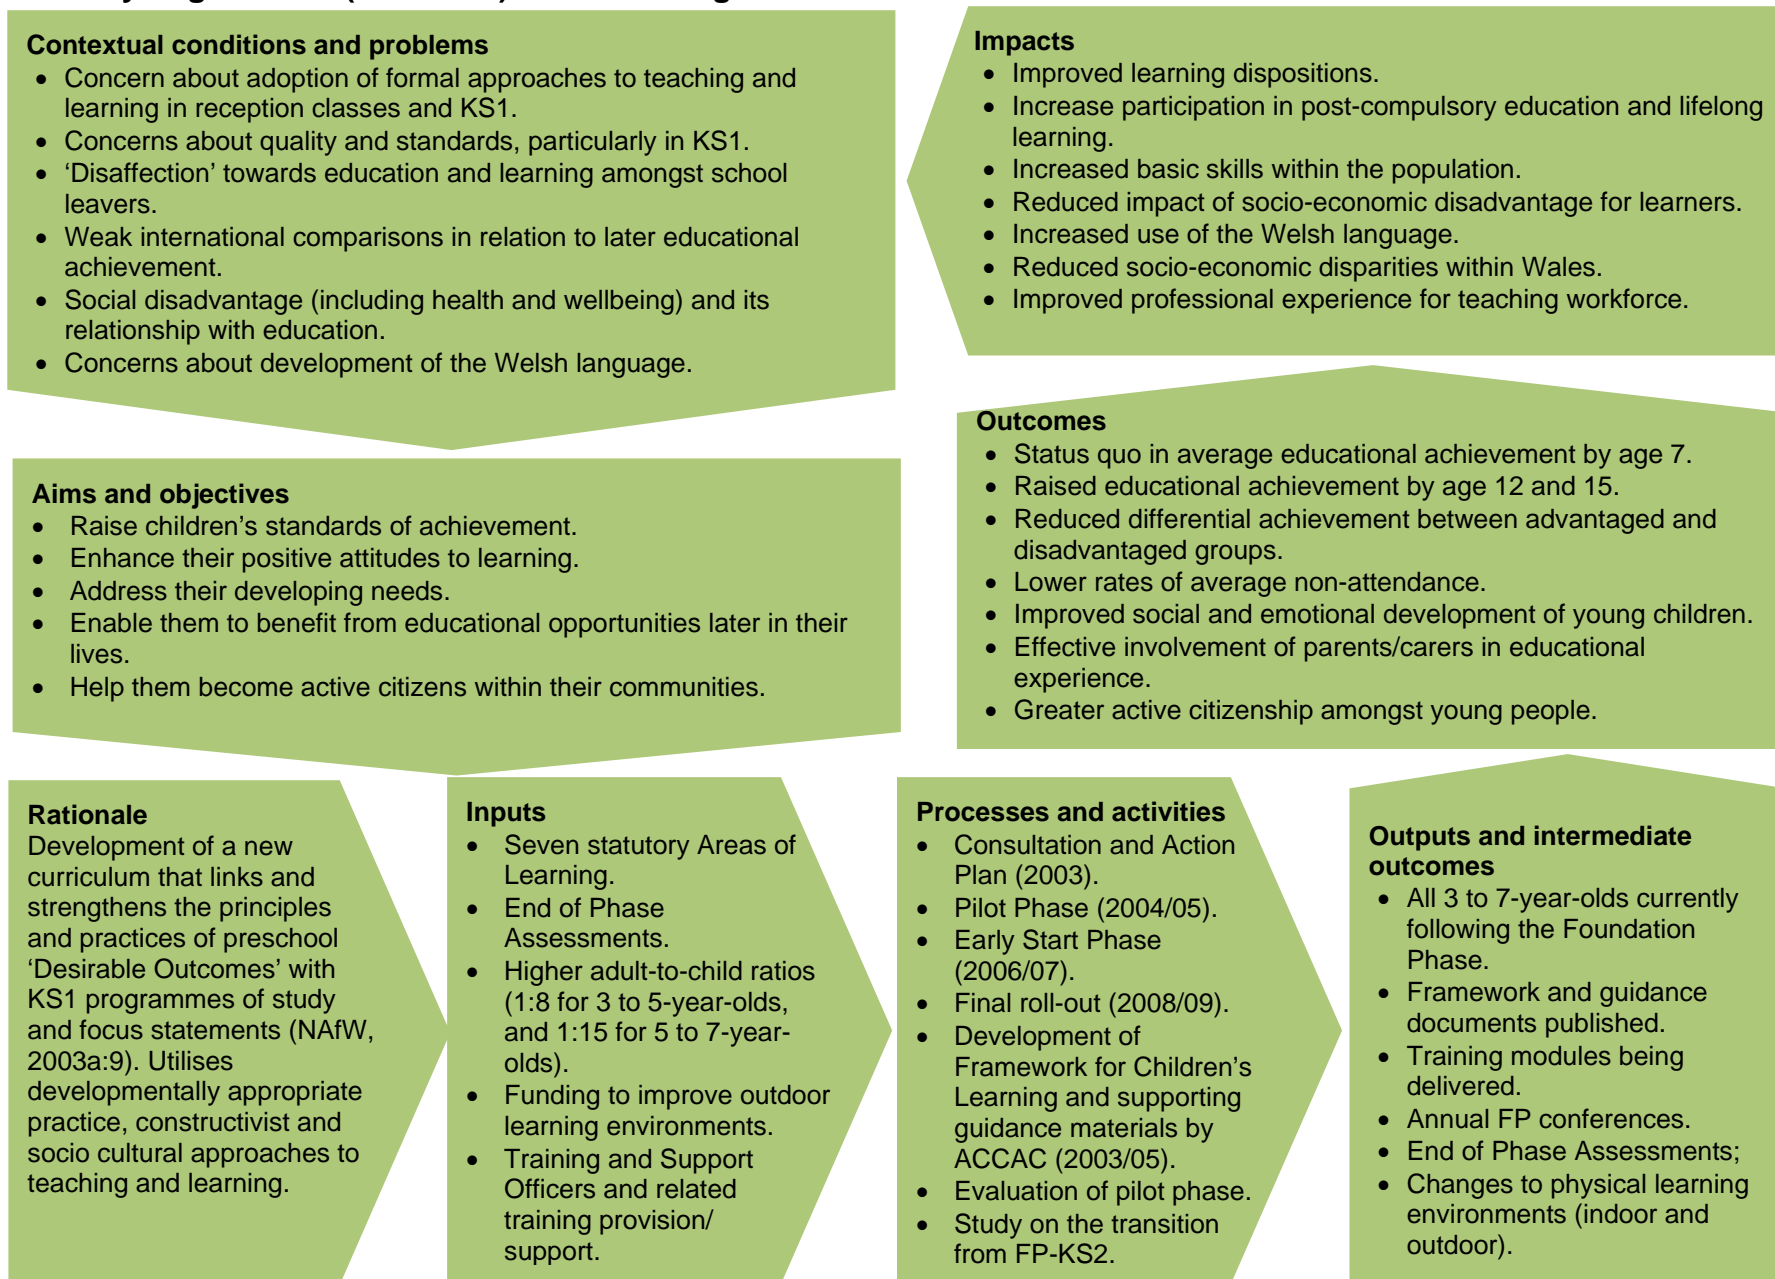 Contextual conditions and problems
• Concern about adoption of formal approaches to teaching and
learning in reception classes and KS1.
• Concerns about quality and standards, particularly in KS1.
• ‘Disaffection’ towards education and learning amongst school
leavers.
• Weak international comparisons in relation to later educational
achievement.
• Social disadvantage (including health and wellbeing) and its
relationship with education.
• Concerns about development of the Welsh language.
Aims and objectives
• Raise children’s standards of achievement.
• Enhance their positive attitudes to learning.
• Address their developing needs.
• Enable them to benefit from educational opportunities later in their
lives.
• Help them become active citizens within their communities.
Rationale
Development of a new
curriculum that links and
strengthens the principles
and practices of preschool
‘Desirable Outcomes’ with
KS1 programmes of study
and focus statements (NAfW,
2003a:9). Utilises
developmentally appropriate
practice, constructivist and
socio cultural approaches to
teaching and learning.
Inputs
• Seven statutory Areas of
Learning.
• End of Phase
Assessments.
• Higher adult-to-child ratios
(1:8 for 3 to 5-year-olds,
and 1:15 for 5 to 7-year-
olds).
• Funding to improve outdoor
learning environments.
• Training and Support
Officers and related
training provision/
support.
Processes and activities
• Consultation and Action
Plan (2003).
• Pilot Phase (2004/05).
• Early Start Phase
(2006/07).
• Final roll-out (2008/09).
• Development of
Framework for Children’s
Learning and supporting
guidance materials by
ACCAC (2003/05).
• Evaluation of pilot phase.
• Study on the transition
from FP-KS2.
Outputs and intermediate
outcomes
• All 3 to 7-year-olds currently
following the Foundation
Phase.
• Framework and guidance
documents published.
• Training modules being
delivered.
• Annual FP conferences.
• End of Phase Assessments;
• Changes to physical learning
environments (indoor and
outdoor).
Outcomes
• Status quo in average educational achievement by age 7.
• Raised educational achievement by age 12 and 15.
• Reduced differential achievement between advantaged and
disadvantaged groups.
• Lower rates of average non-attendance.
• Improved social and emotional development of young children.
• Effective involvement of parents/carers in educational
experience.
• Greater active citizenship amongst young people.
Impacts
• Improved learning dispositions.
• Increase participation in post-compulsory education and lifelong
learning.
• Increased basic skills within the population.
• Reduced impact of socio-economic disadvantage for learners.
• Increased use of the Welsh language.
• Reduced socio-economic disparities within Wales.
• Improved professional experience for teaching workforce.